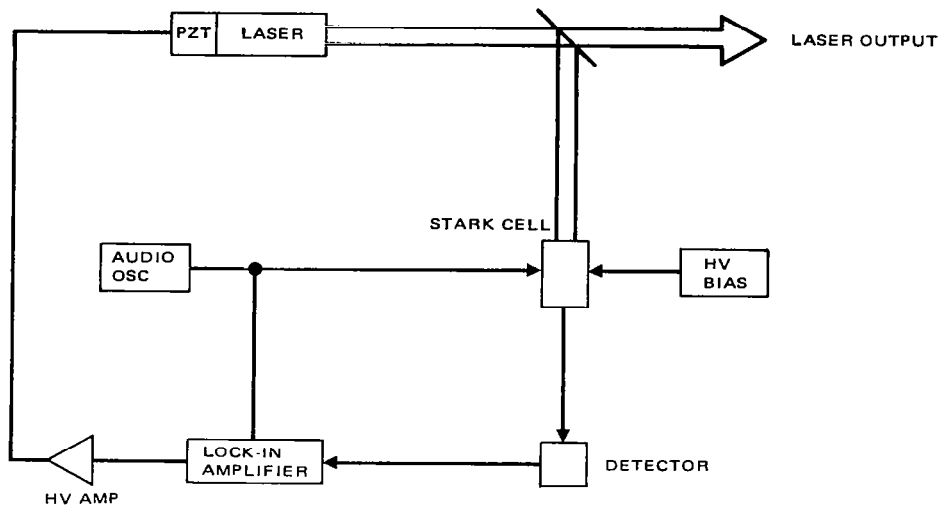 PZT
LASER
LASER OUTPUT
STARK CELL
AUDIO
OSC
HV
BIAS
LOCK-IN
AMPLIFIER
DETECTOR
HV AMP